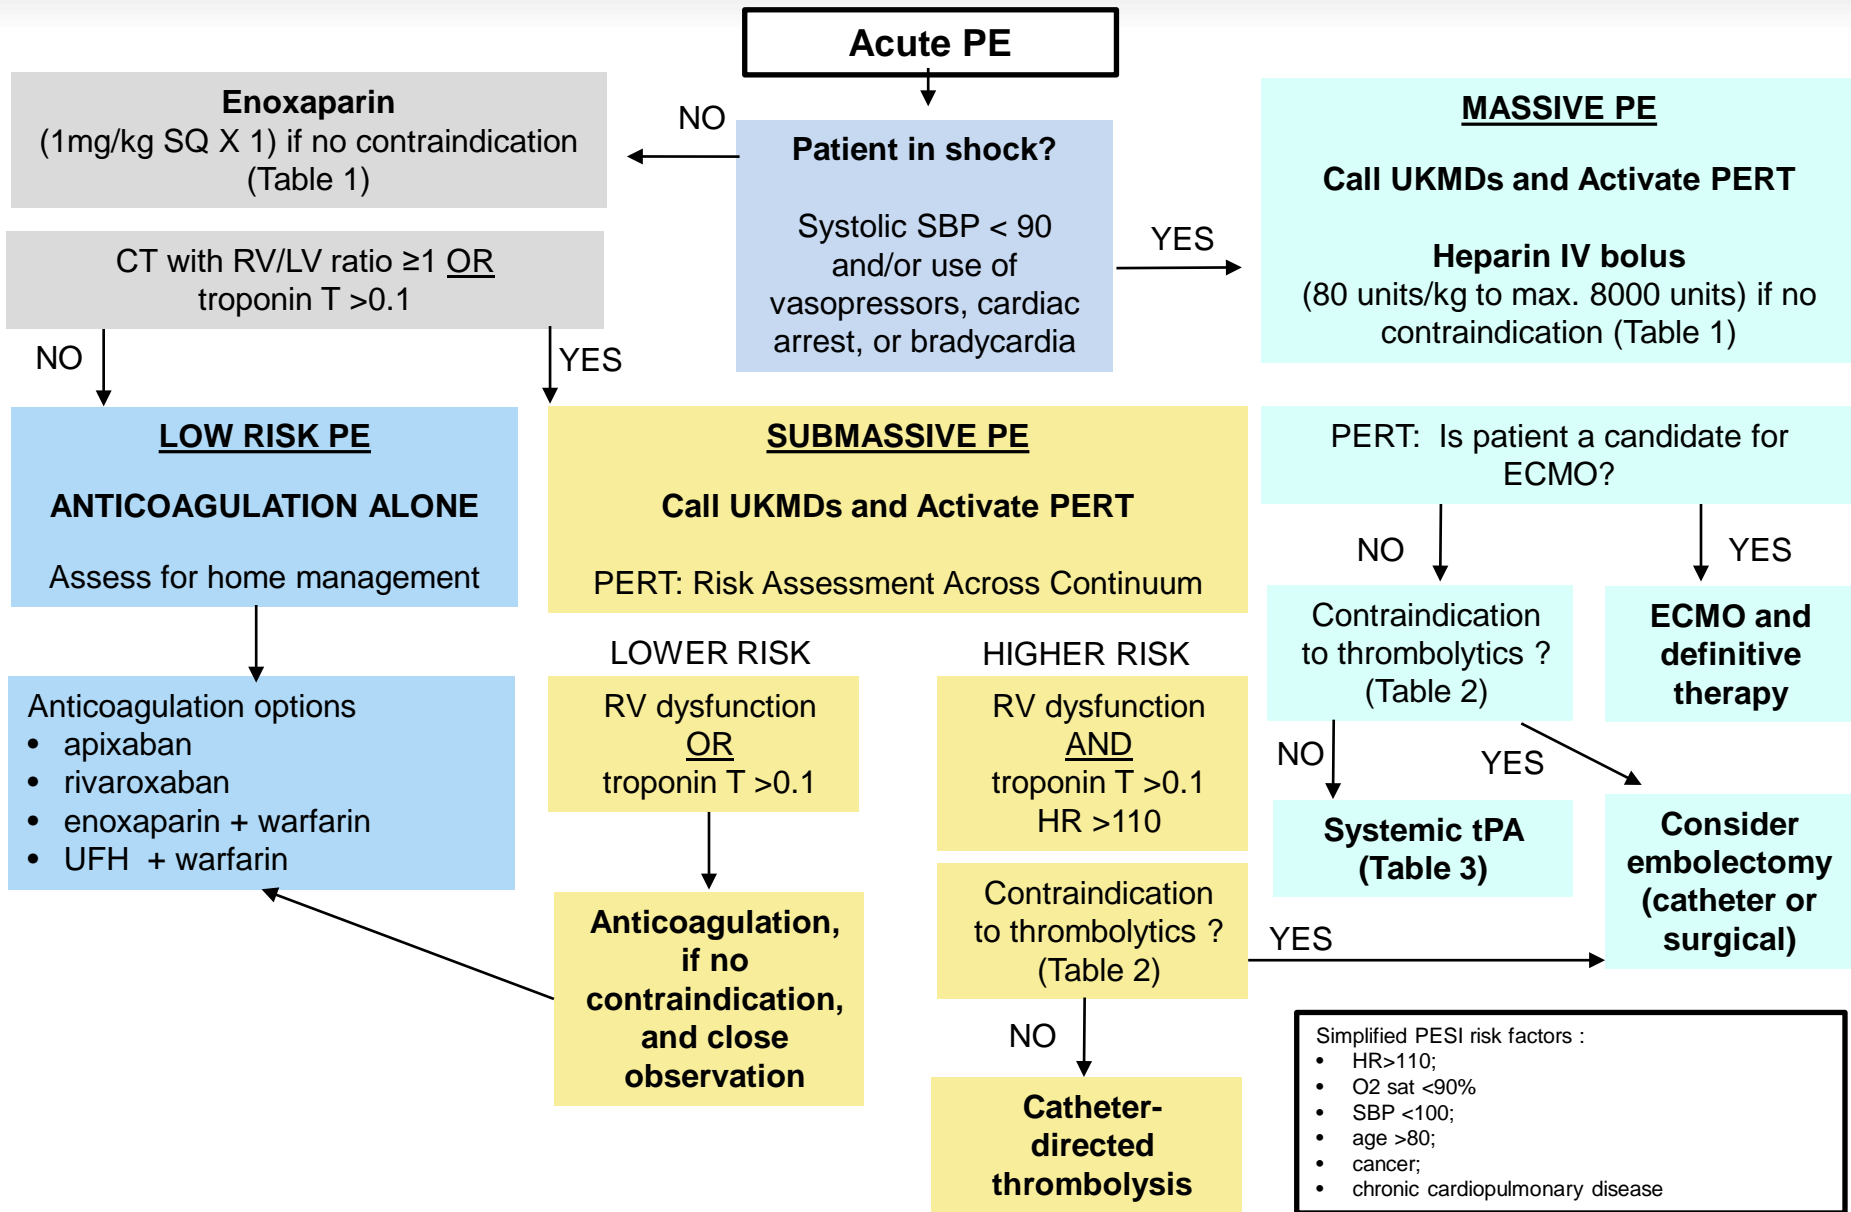 Acute PE
Enoxaparin
(1mg/kg SQ X 1) if no contraindication
(Table 1)
NO
Patient in shock?
Systolic SBP < 90
and/or use of
vasopressors, cardiac
arrest, or bradycardia
YES
MASSIVE PE
Call UKMDs and Activate PERT
Heparin IV bolus
(80 units/kg to max. 8000 units) if no
contraindication (Table 1)
CT with RV/LV ratio ≥1 OR
troponin T >0.1
NO
YES
LOW RISK PE
ANTICOAGULATION ALONE
Assess for home management
SUBMASSIVE PE
Call UKMDs and Activate PERT
PERT: Risk Assessment Across Continuum
PERT: Is patient a candidate for
ECMO?
NO
YES
Contraindication
to thrombolytics ?
(Table 2)
ECMO and
definitive
therapy
Anticoagulation options
• apixaban
• rivaroxaban
• enoxaparin + warfarin
• UFH + warfarin
LOWER RISK
RV dysfunction
OR
troponin T >0.1
HIGHER RISK
RV dysfunction
AND
troponin T >0.1
HR >110
NO
YES
Systemic tPA
(Table 3)
Consider
embolectomy
(catheter or
surgical)
Anticoagulation,
if no
contraindication,
and close
observation
Contraindication
to thrombolytics ?
(Table 2)
YES
NO
Catheter-
directed
thrombolysis
Simplified PESI risk factors :
• HR>110;
• O2 sat <90%
• SBP <100;
• age >80;
• cancer;
• chronic cardiopulmonary disease